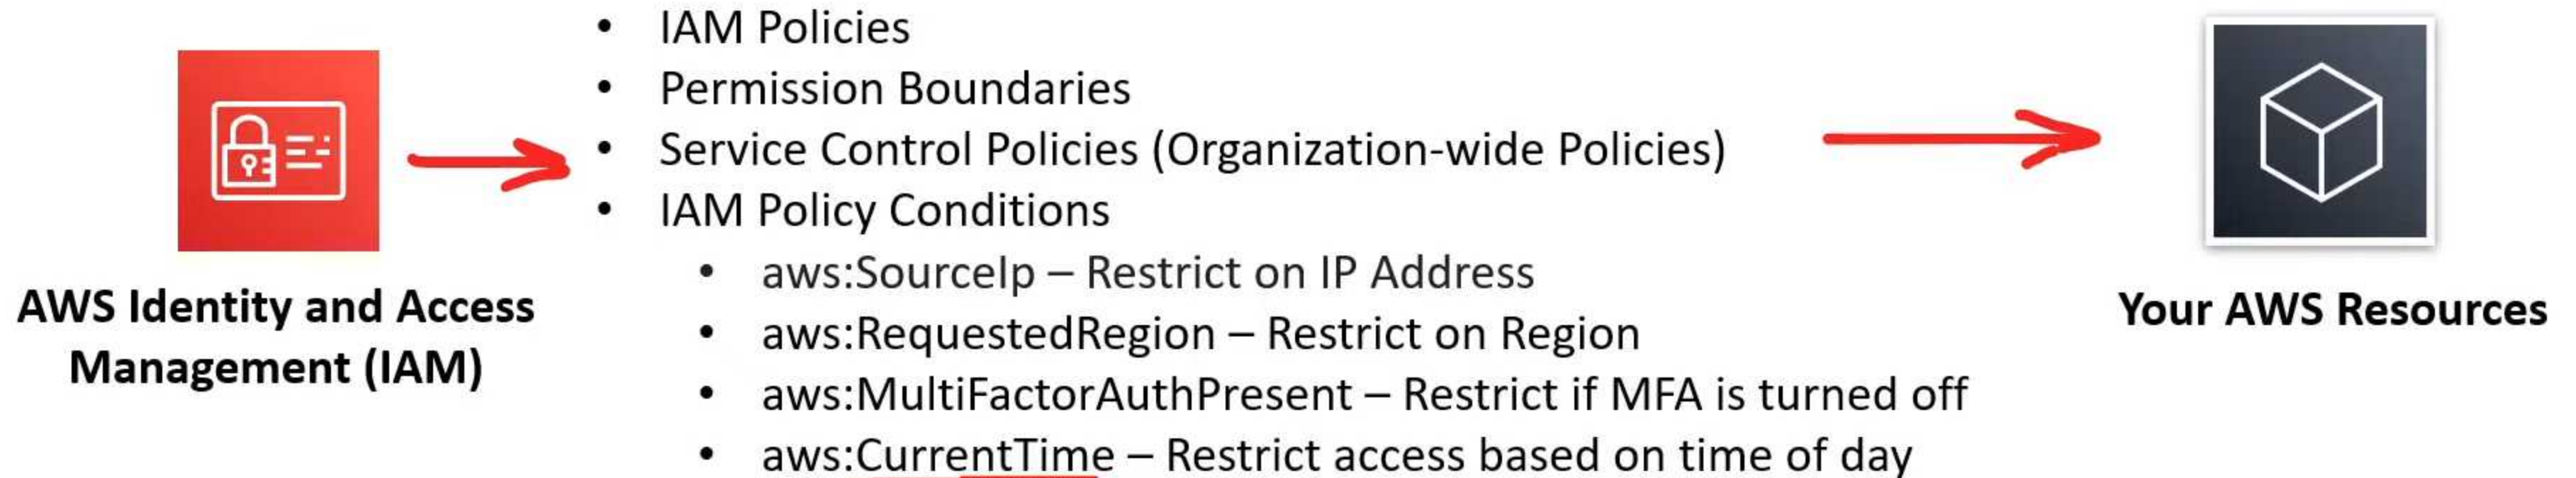 IAM Policies
Permission Boundaries
Service Control Policies (Organization-wide Policies)
IAM Policy Conditions
aws:SourceIp – Restrict on IP Address
aws:RequestedRegion – Restrict on Region
aws:MultiFactorAuthPresent – Restrict if MFA is turned off
aws:CurrentTime – Restrict access based on time of day
AWS Identity and Access
Management (IAM)
Your AWS Resources